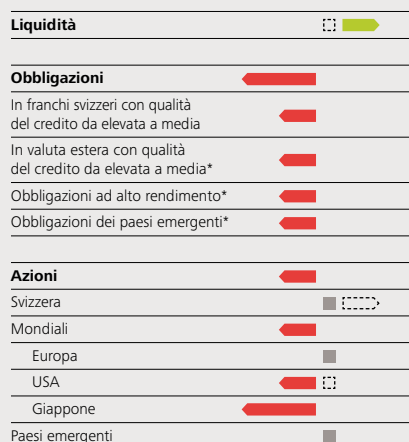 Liquidità
Obbligazioni
In franchi svizzeri con qualità
del credito da elevata a media
In valuta estera con qualità
del credito da elevata a media*
Obbligazioni ad alto rendimento*
Obbligazioni dei paesi emergenti*
Azioni
Svizzera
Mondiali
Europa
USA
Giappone
Paesi emergenti